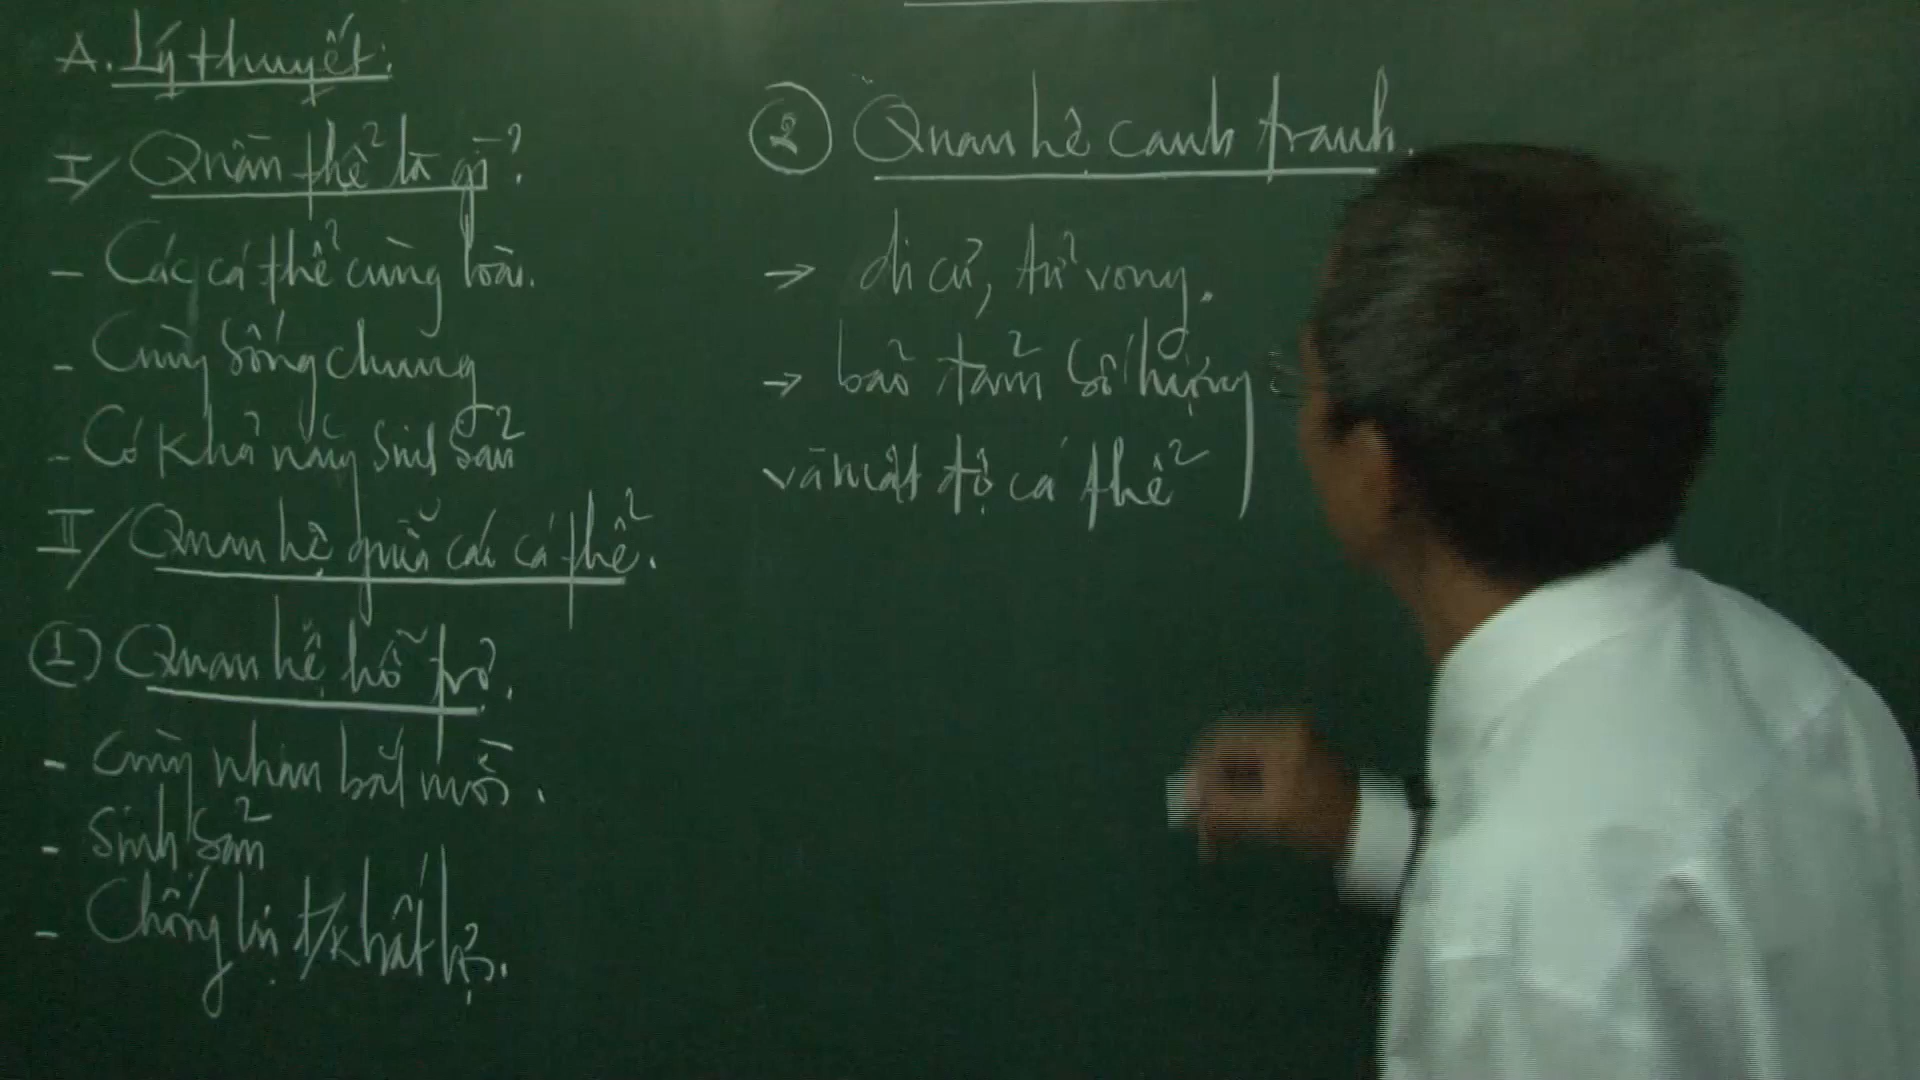 A. Lý thuyết:
I/ Quần thể là gì?
- Các cá thể cùng loài.
- Cùng sống chung
- Có khả năng sinh sản
II/ Quan hệ giữa các cá thể.
① Quan hệ hỗ trợ.
- Cùng nhau bắt mồi.
- Sinh sản
- Chống lại đ/k bất lợi.
② Quan hệ cạnh tranh.
→ di cư, tử vong.
→ bảo đảm số lượng
và mật độ cá thể